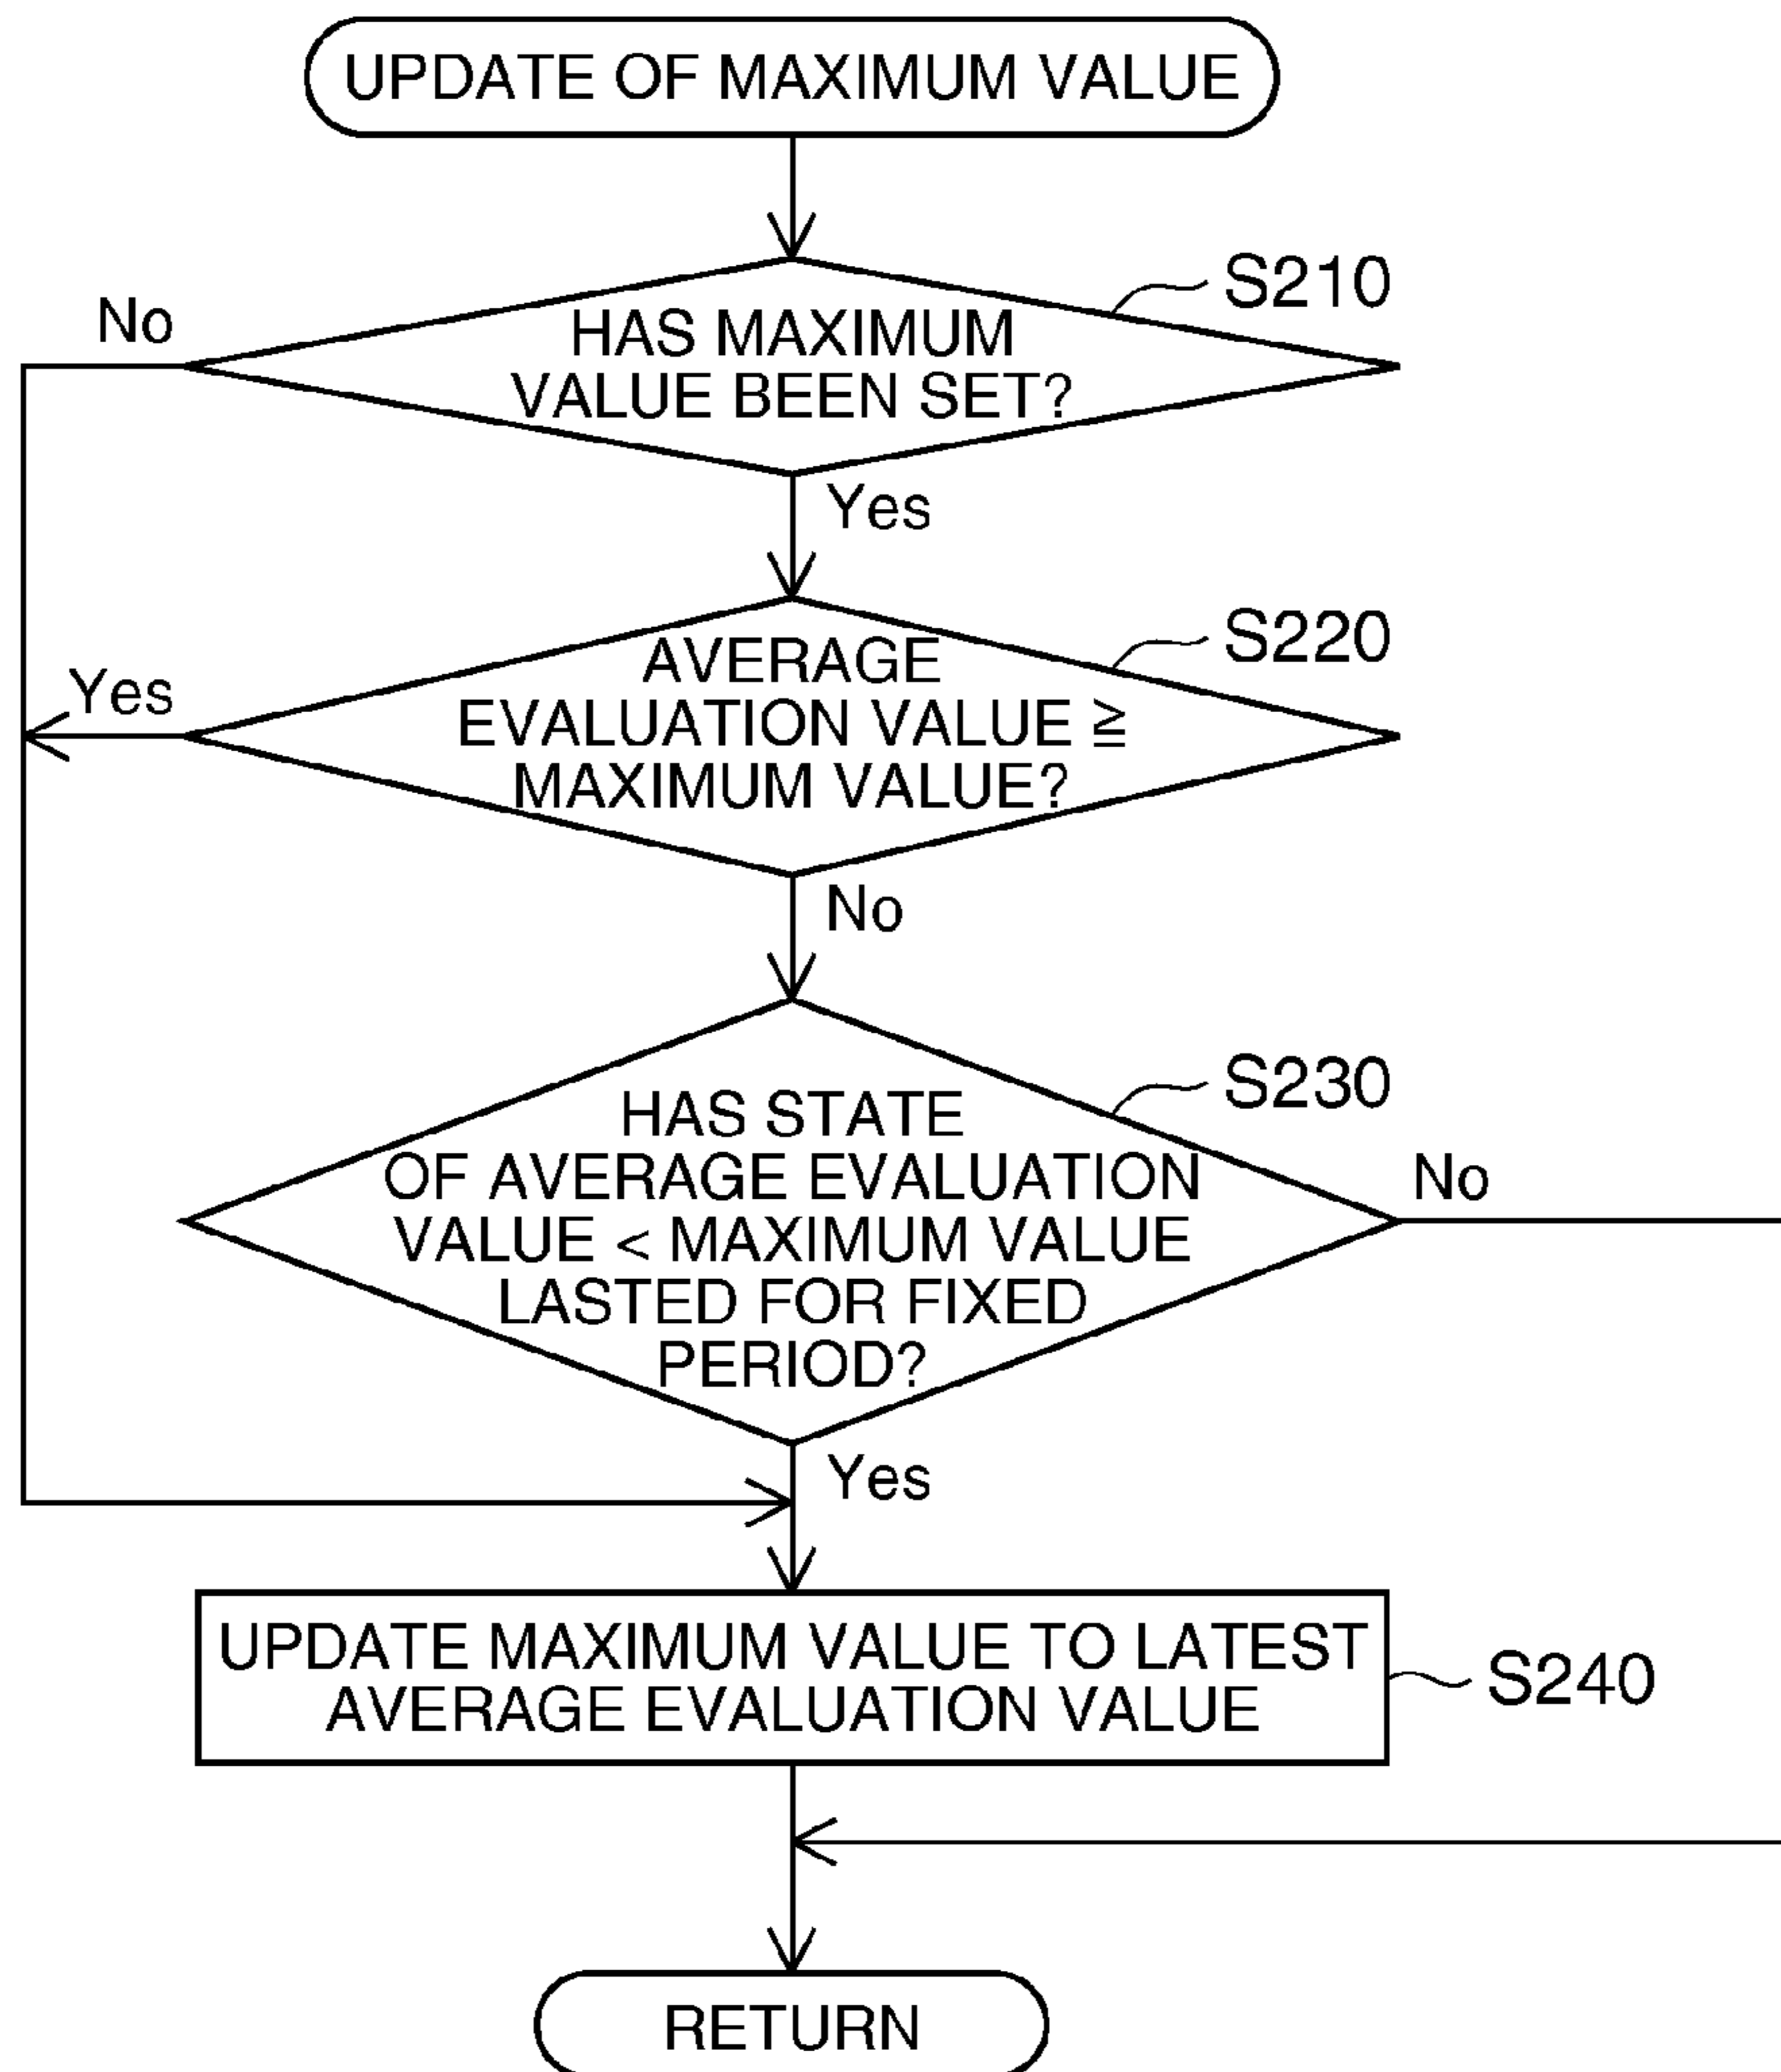 UPDATE OF MAXIMUM VALUE
S210
No
HAS MAXIMUM
VALUE BEEN SET?
Yes
S220
Yes
AVERAGE
EVALUATION VALUE ≧
MAXIMUM VALUE?
No
S230
HAS STATE
OF AVERAGE EVALUATION
VALUE < MAXIMUM VALUE
LASTED FOR FIXED
PERIOD?
No
Yes
UPDATE MAXIMUM VALUE TO LATEST
AVERAGE EVALUATION VALUE
S240
RETURN